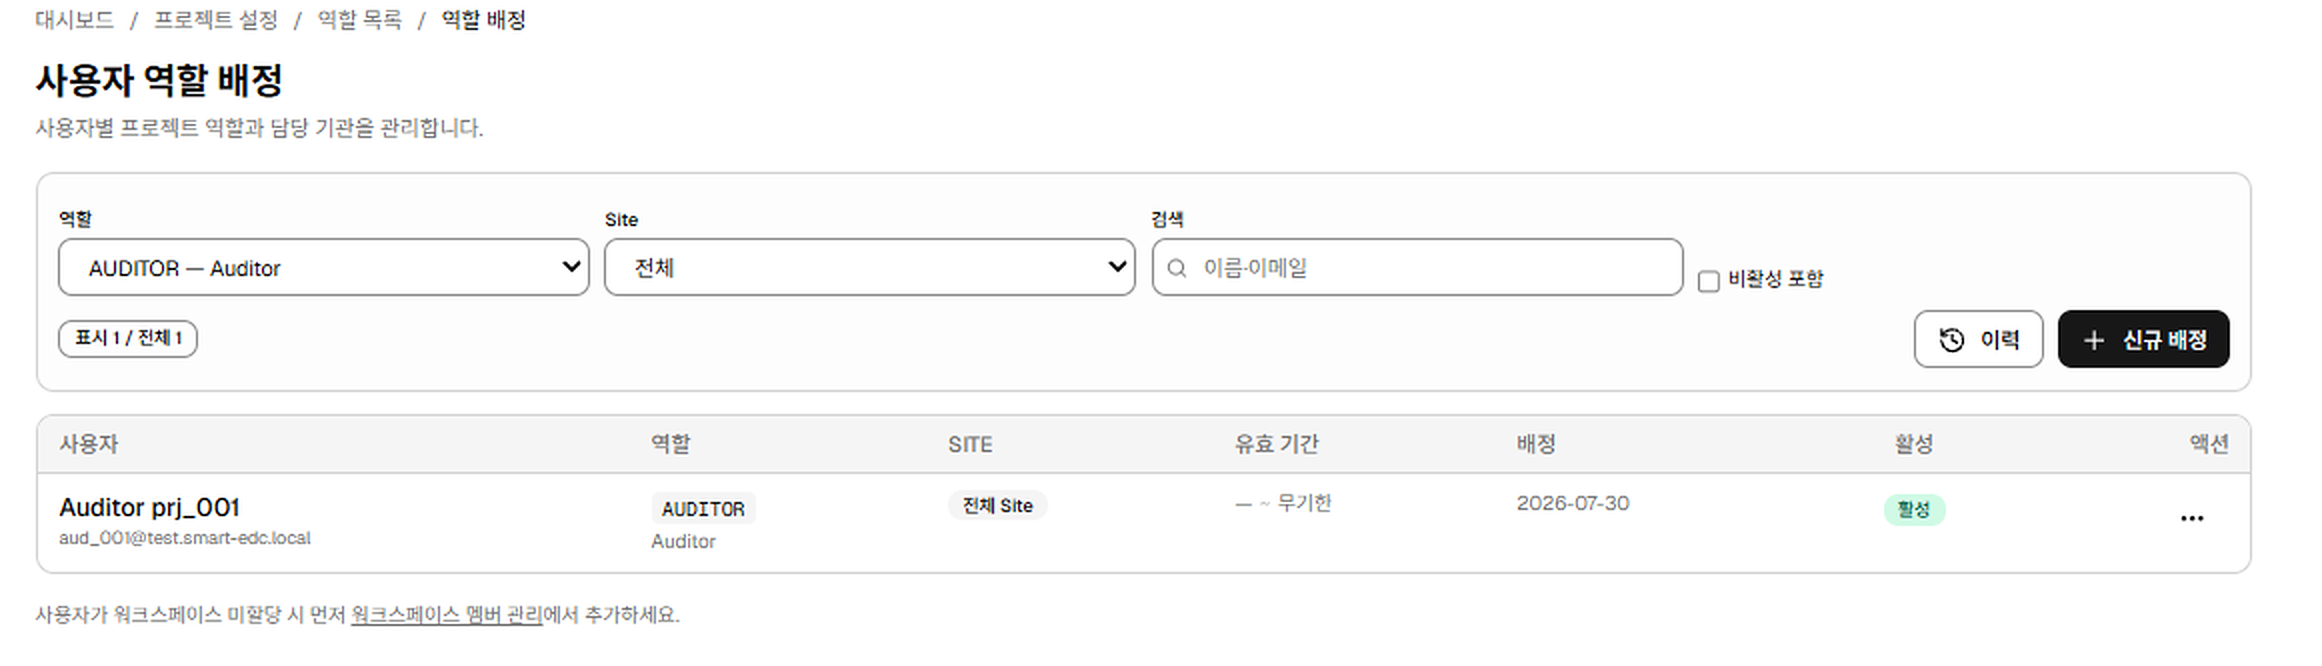 대시보드 / 프로젝트 설정 / 역할 목록 / 역할 배정
사용자 역할 배정
사용자별 프로젝트 역할과 담당 기관을 관리합니다.
역할 Site 검색
AUDITOR — Auditor 전체 이름·이메일 비활성 포함
표시 1 / 전체 1 이력 + 신규 배정
사용자 역할 SITE 유효 기간 배정 활성 액션
Auditor prj_001 AUDITOR 전체 Site — ~ 무기한 2026-07-30 활성 ···
aud_001@test.smart-edc.local Auditor
사용자가 워크스페이스 미할당 시 먼저 워크스페이스 멤버 관리에서 추가하세요.